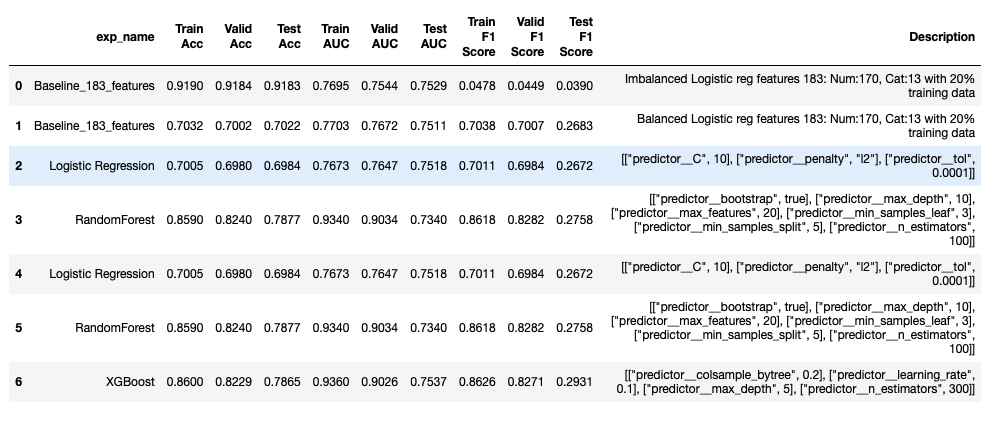 exp_name Train Acc Valid Acc Test Acc Train AUC Valid AUC Test AUC Train F1 Score Valid F1 Score Test F1 Score Description
0 Baseline_183_features 0.9190 0.9184 0.9183 0.7695 0.7544 0.7529 0.0478 0.0449 0.0390 Imbalanced Logistic reg features 183: Num:170, Cat:13 with 20%
training data
1 Baseline_183_features 0.7032 0.7002 0.7022 0.7703 0.7672 0.7511 0.7038 0.7007 0.2683 Balanced Logistic reg features 183: Num:170, Cat:13 with 20%
training data
2 Logistic Regression 0.7005 0.6980 0.6984 0.7673 0.7647 0.7518 0.7011 0.6984 0.2672 [["predictor__C", 10], ["predictor__penalty", "l2"], ["predictor__tol",
0.0001]]
3 RandomForest 0.8590 0.8240 0.7877 0.9340 0.9034 0.7340 0.8618 0.8282 0.2758 [["predictor__bootstrap", true], ["predictor__max_depth", 10],
["predictor__max_features", 20], ["predictor__min_samples_leaf", 3],
["predictor__min_samples_split", 5], ["predictor__n_estimators",
100]]
4 Logistic Regression 0.7005 0.6980 0.6984 0.7673 0.7647 0.7518 0.7011 0.6984 0.2672 [["predictor__C", 10], ["predictor__penalty", "l2"], ["predictor__tol",
0.0001]]
5 RandomForest 0.8590 0.8240 0.7877 0.9340 0.9034 0.7340 0.8618 0.8282 0.2758 [["predictor__bootstrap", true], ["predictor__max_depth", 10],
["predictor__max_features", 20], ["predictor__min_samples_leaf", 3],
["predictor__min_samples_split", 5], ["predictor__n_estimators",
100]]
6 XGBoost 0.8600 0.8229 0.7865 0.9360 0.9026 0.7537 0.8626 0.8271 0.2931 [["predictor__colsample_bytree", 0.2], ["predictor__learning_rate",
0.1], ["predictor__max_depth", 5], ["predictor__n_estimators", 300]]